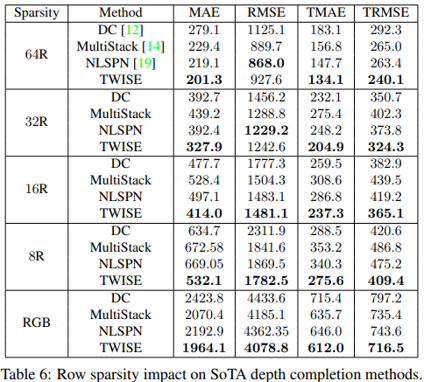 Sparsity Method MAE RMSE TMAE TRMSE
DC [12] 279.1 1125.1 183.1 292.3
MultiStack [14] 229.4 889.7 156.8 265.0
64R
NLSPN [19] 219.1 868.0 147.7 263.4
TWISE 201.3 927.6 134.1 240.1
DC 392.7 1456.2 232.1 350.7
MultiStack 439.2 1288.8 275.4 402.3
32R
NLSPN 392.4 1229.2 248.2 373.8
TWISE 327.9 1242.6 204.9 324.3
DC 477.7 1777.3 259.5 382.9
MultiStack 528.4 1504.3 308.6 439.5
16R
NLSPN 497.1 1483.1 286.8 419.2
TWISE 414.0 1481.1 237.3 365.1
DC 634.7 2311.9 288.5 420.6
MultiStack 672.58 1841.6 353.2 486.8
8R
NLSPN 669.05 1869.5 340.3 475.2
TWISE 532.1 1782.5 275.6 409.4
DC 2423.8 4433.6 715.4 797.2
MultiStack 2070.4 4185.1 635.7 735.4
RGB
NLSPN 2192.9 4362.35 646.0 743.6
TWISE 1964.1 4078.8 612.0 716.5
Table 6: Row sparsity impact on SoTA depth completion methods.